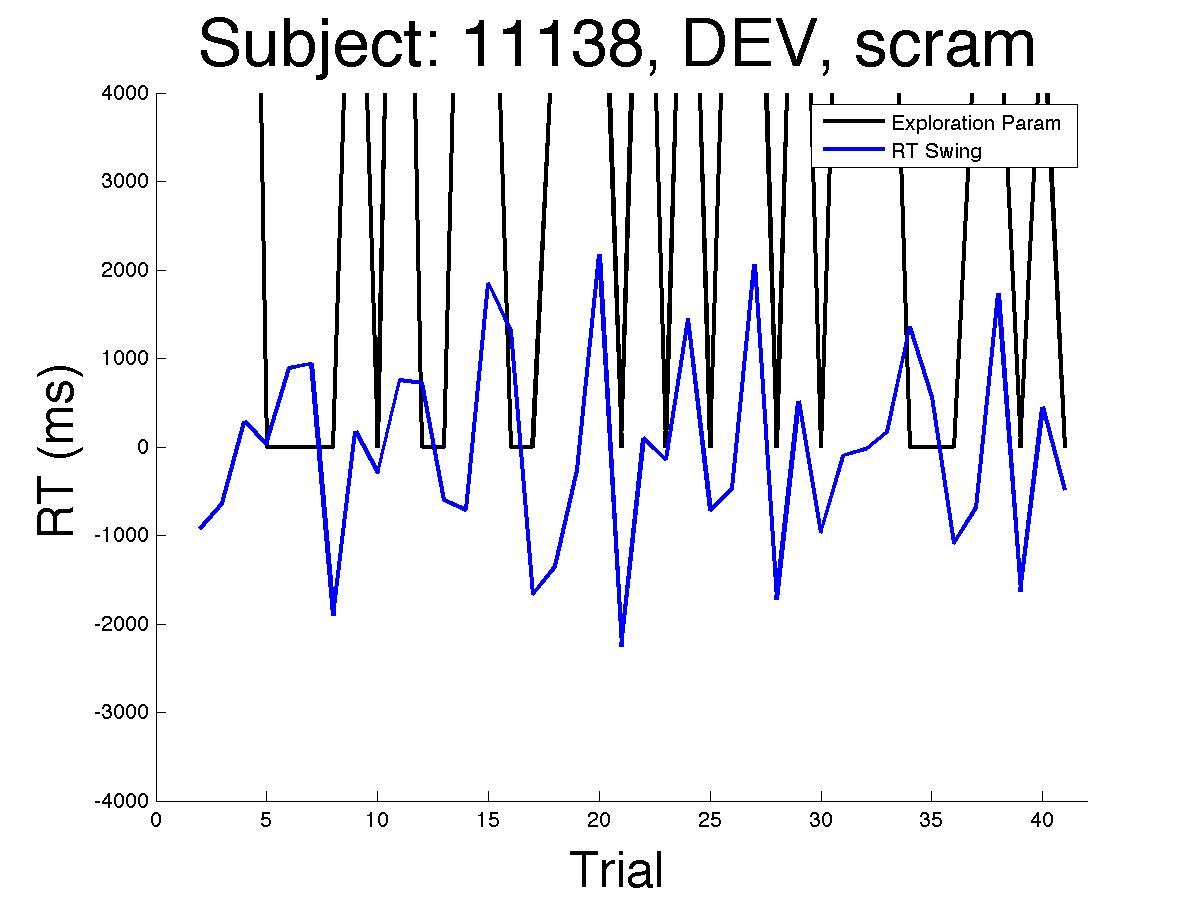 Subject: 11138, DEV, scram
4000
3000
2000
1000
0
-1000
-2000
-3000
-4000
RT (ms)
Exploration Param
RT Swing
0 5 10 15 20 25 30 35 40
Trial